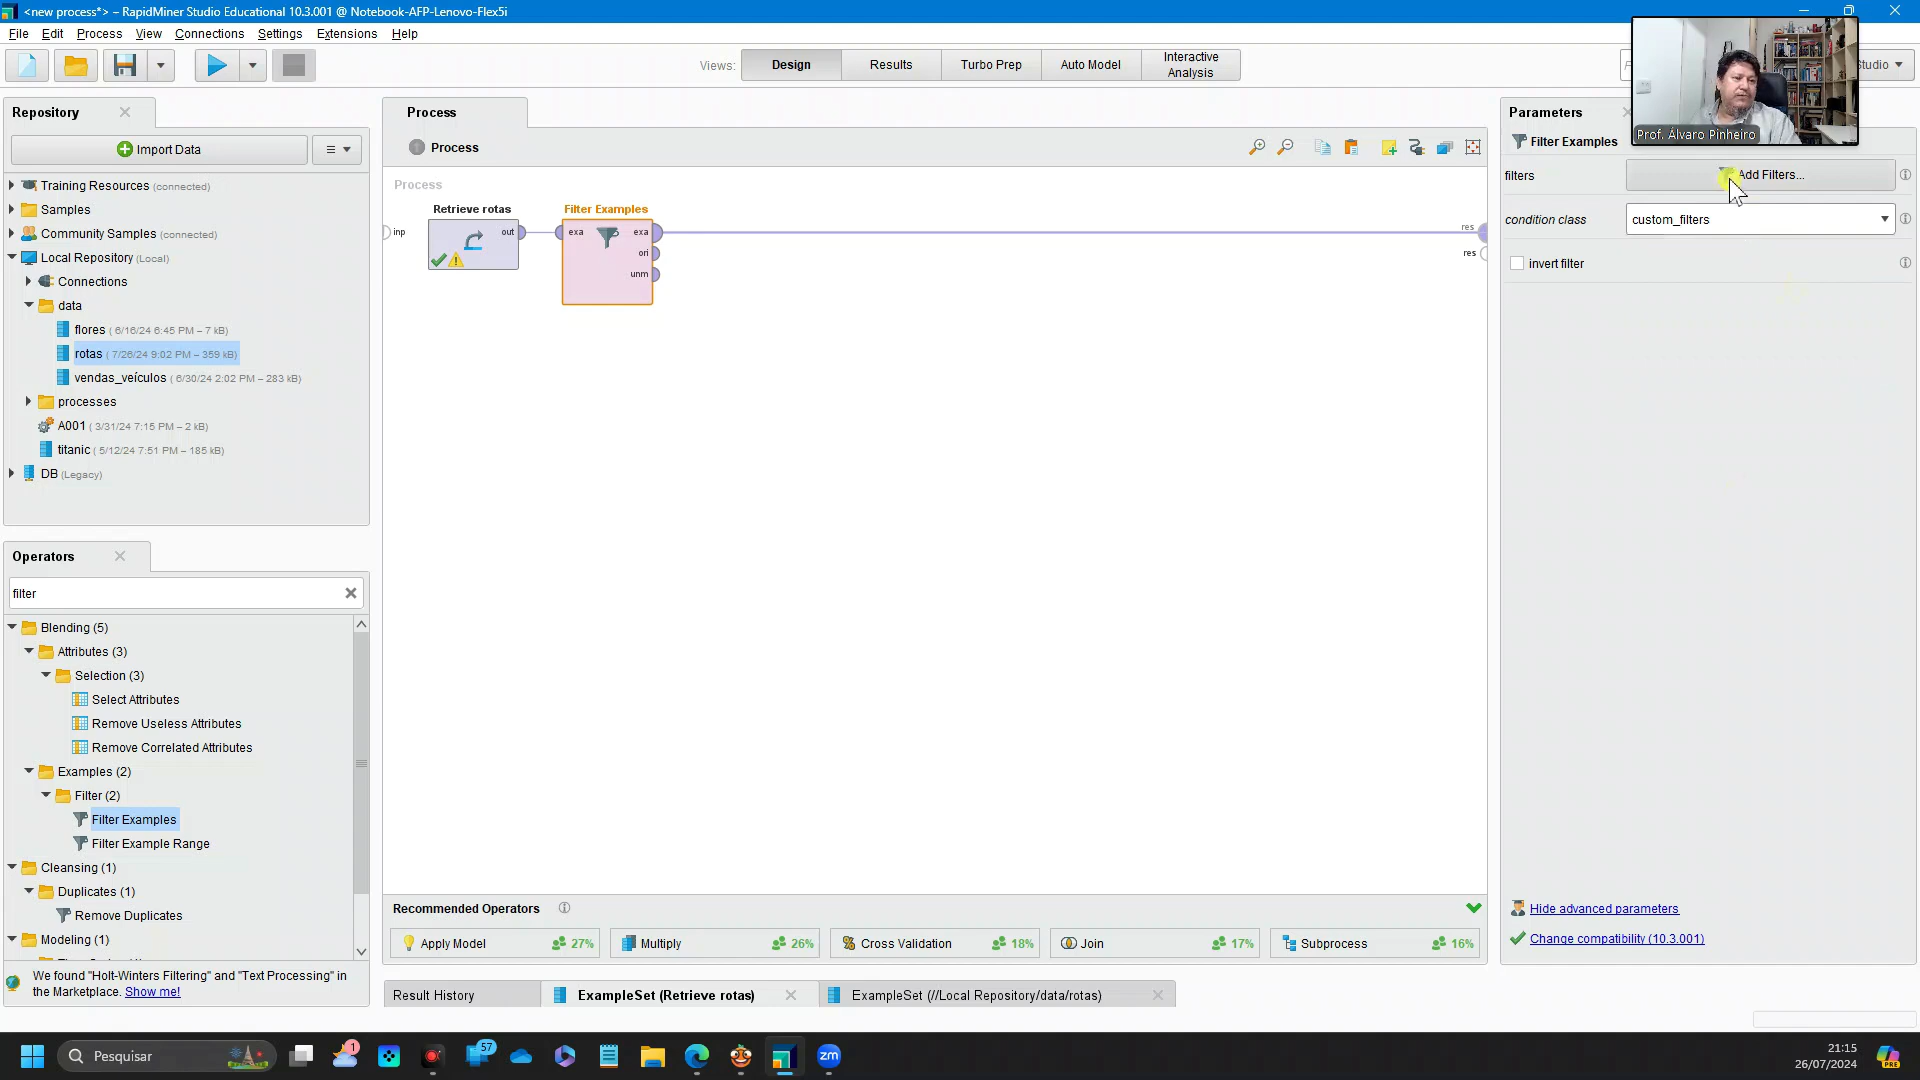 <new process*> – RapidMiner Studio Educational 10.3.001 @ Notebook-AFP-Lenovo-Flex5i
File Edit Process View Connections Settings Extensions Help
Views: Design Results Turbo Prep Auto Model Interactive Analysis
Studio
Prof. Álvaro Pinheiro
Repository
Import Data
Training Resources (connected)
Samples
Community Samples (connected)
Local Repository (Local)
Connections
data
flores ( 6/16/24 6:45 PM – 7 kB)
rotas ( 7/26/24 9:02 PM – 359 kB)
vendas_veículos ( 6/30/24 2:02 PM – 283 kB)
processes
A001 ( 3/31/24 7:15 PM – 2 kB)
titanic ( 5/12/24 7:51 PM – 185 kB)
DB (Legacy)
Operators
filter
Blending (5)
Attributes (3)
Selection (3)
Select Attributes
Remove Useless Attributes
Remove Correlated Attributes
Examples (2)
Filter (2)
Filter Examples
Filter Example Range
Cleansing (1)
Duplicates (1)
Remove Duplicates
Modeling (1)
We found "Holt-Winters Filtering" and "Text Processing" in
the Marketplace. Show me!
Process
Process
Process
inp
Retrieve rotas
out
Filter Examples
exa exa
ori
unm
res
res
Recommended Operators
Apply Model 27%
Multiply 26%
Cross Validation 18%
Join 17%
Subprocess 16%
Result History
ExampleSet (Retrieve rotas)
ExampleSet (//Local Repository/data/rotas)
Parameters
Filter Examples
filters Add Filters...
condition class custom_filters
invert filter
Hide advanced parameters
Change compatibility (10.3.001)
Pesquisar
1
57
zm
21:15
26/07/2024
PRE